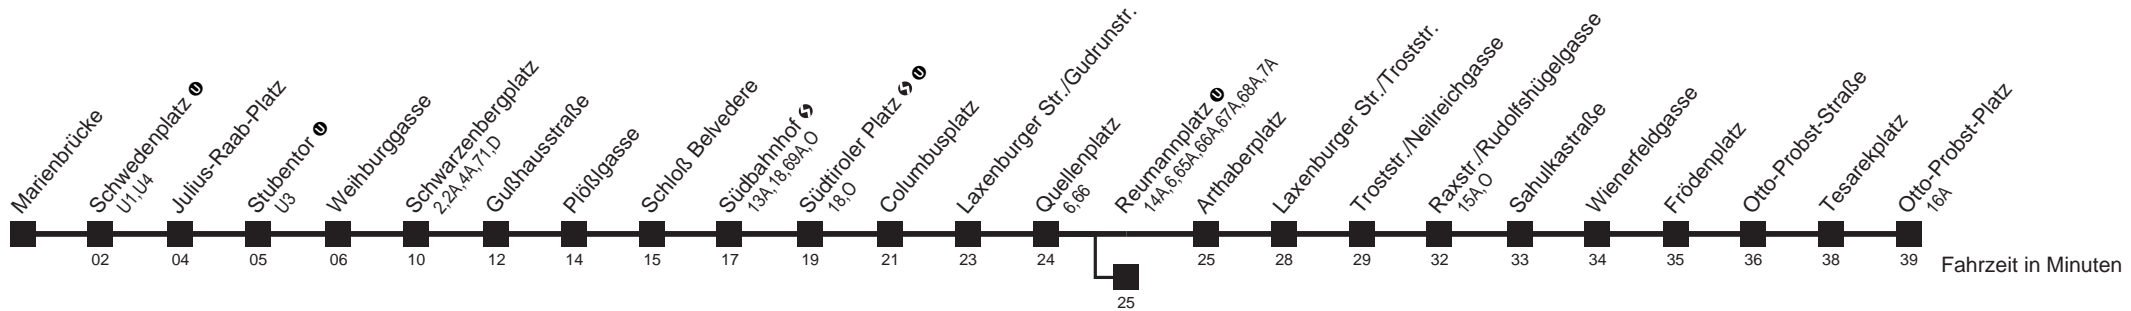 Marienbrücke
Schwedenplatz U
U1,U4
Julius-Raab-Platz
Stubentor U
U3
Weihburggasse
Schwarzenbergplatz
2,2A,4A,71,D
Gußhausstraße
Plößlgasse
Schloß Belvedere
Südbahnhof
13A,18,69A,O
Südtiroler Platz U
18,O
Columbusplatz
Laxenburger Str./Gudrunstr.
Quellenplatz
6,66
Reumannplatz U
14A,6,65A,66A,67A,68A,7A
Arthaberplatz
Laxenburger Str./Troststr.
Troststr./Neilreichgasse
Raxstr./Rudolfshügelgasse
15A,O
Sahulkastraße
Wienerfeldgasse
Frödenplatz
Otto-Probst-Straße
Tesarekplatz
Otto-Probst-Platz
16A
02 04 05 06 10 12 14 15 17 19 21 23 24 25 28 29 32 33 34 35 36 38 39
Fahrzeit in Minuten
25